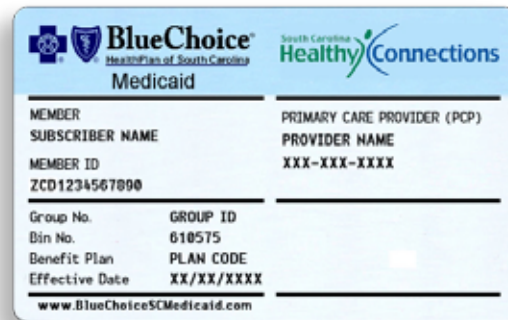 BlueChoice®
HealthPlan of South Carolina
Medicaid
South Carolina
Healthy Connections
MEMBER
SUBSCRIBER NAME
MEMBER ID
ZCD1234567890
PRIMARY CARE PROVIDER (PCP)
PROVIDER NAME
XXX-XXX-XXXX
Group No. GROUP ID
Bin No. 610575
Benefit Plan PLAN CODE
Effective Date XX/XX/XXXX
www.BlueChoiceSCMedicaid.com